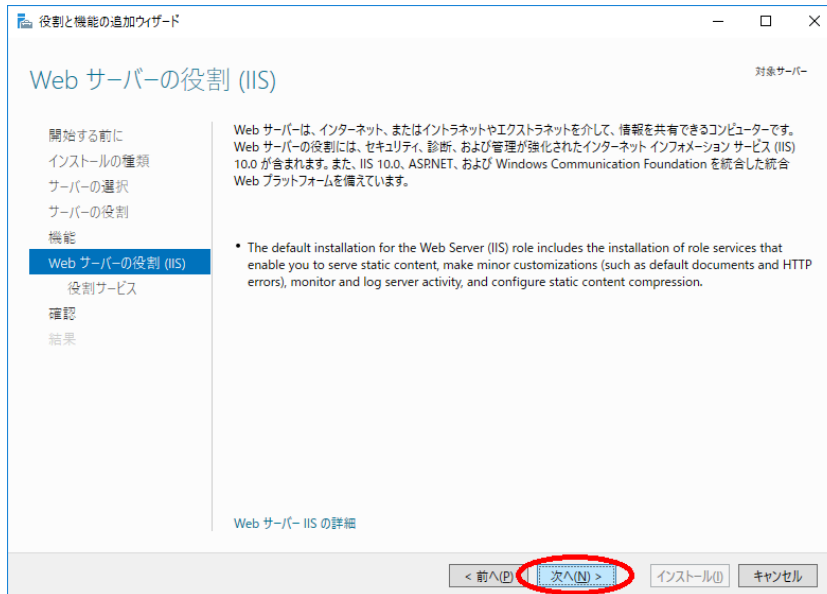 役割と機能の追加ウィザード
Web サーバーの役割 (IIS)
対象サーバー
開始する前に
インストールの種類
サーバーの選択
サーバーの役割
機能
Web サーバーの役割 (IIS)
役割サービス
確認
結果
Web サーバーは、インターネット、またはイントラネットやエクストラネットを介して、情報を共有できるコンピューターです。
Web サーバーの役割には、セキュリティ、診断、および管理が強化されたインターネット インフォメーション サービス (IIS)
10.0 が含まれます。また、IIS 10.0、ASP.NET、および Windows Communication Foundation を統合した統合
Web プラットフォームを備えています。
• The default installation for the Web Server (IIS) role includes the installation of role services that
enable you to serve static content, make minor customizations (such as default documents and HTTP
errors), monitor and log server activity, and configure static content compression.
Web サーバー IIS の詳細
< 前へ(P)
次へ(N) >
インストール(I)
キャンセル